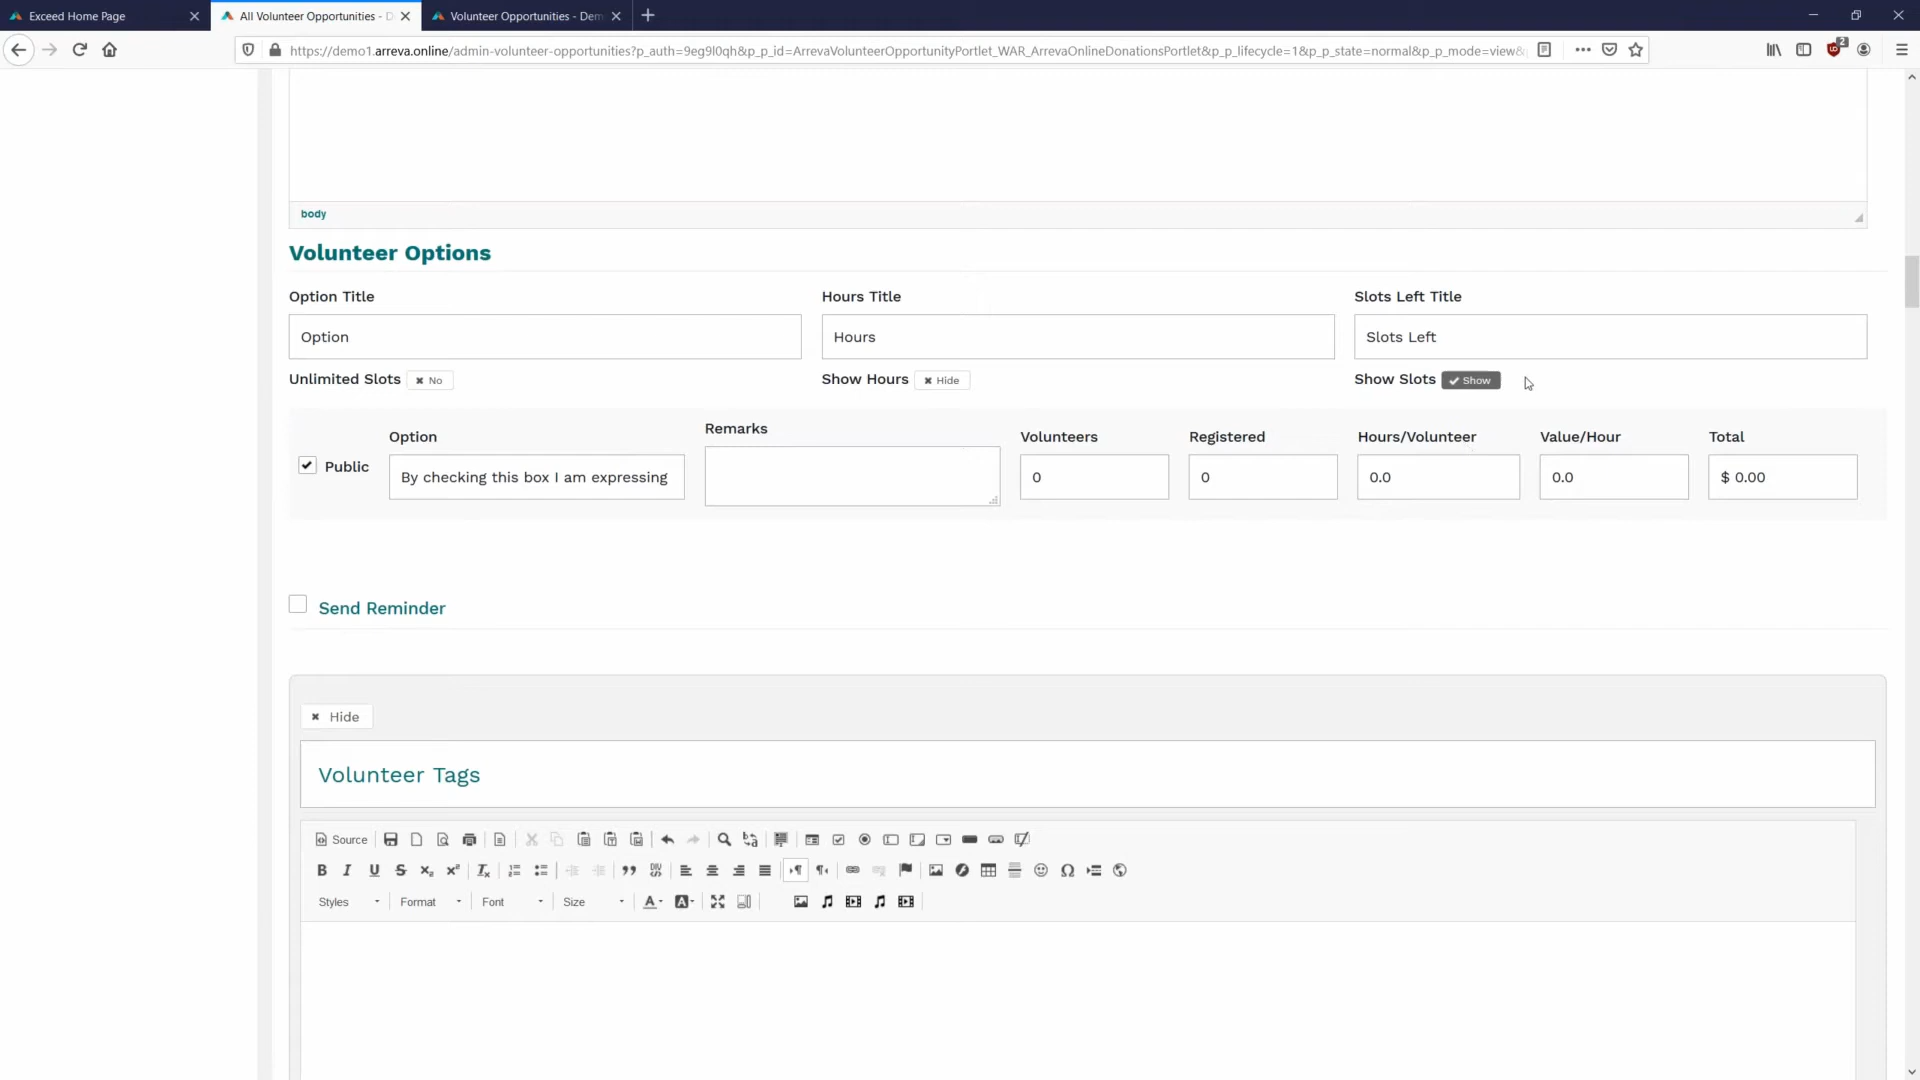 Exceed Home Page
All Volunteer Opportunities - D
Volunteer Opportunities - Dem
https://demo1.arreva.online/admin-volunteer-opportunities?p_auth=9eg9l0qh&p_p_id=ArrevaVolunteerOpportunityPortlet_WAR_ArrevaOnlineDonationsPortlet&p_p_lifecycle=1&p_p_state=normal&p_p_mode=view&
2
body
Volunteer Options
Option Title Hours Title Slots Left Title
Option Hours Slots Left
Unlimited Slots No Show Hours Hide Show Slots Show
Public
Option Remarks Volunteers Registered Hours/Volunteer Value/Hour Total
By checking this box I am expressing 0 0 0.0 0.0 $ 0.00
Send Reminder
Hide
Volunteer Tags
Source
Styles Format Font Size